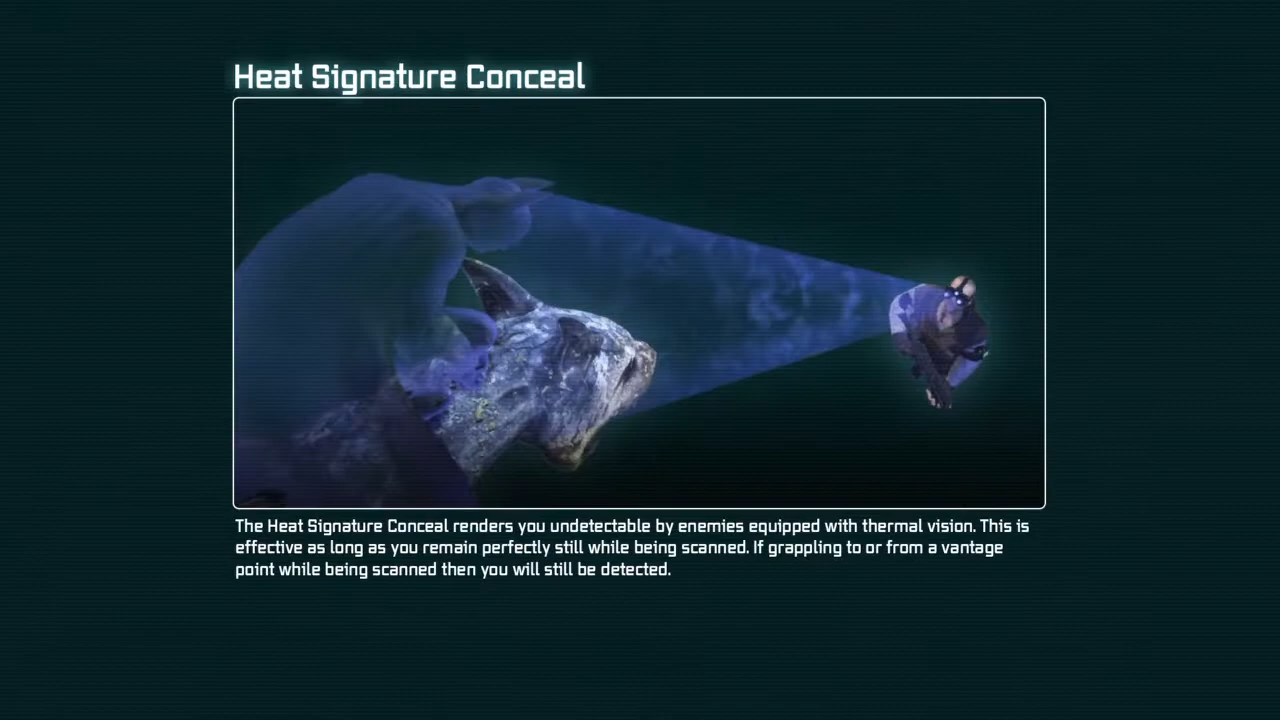 Heat Signature Conceal
The Heat Signature Conceal renders you undetectable by enemies equipped with thermal vision. This is
effective as long as you remain perfectly still while being scanned. If grappling to or from a vantage
point while being scanned then you will still be detected.